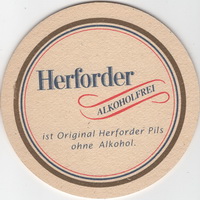 Herforder
ALKOHOLFREI
ist Original Herforder Pils
ohne Alkohol.